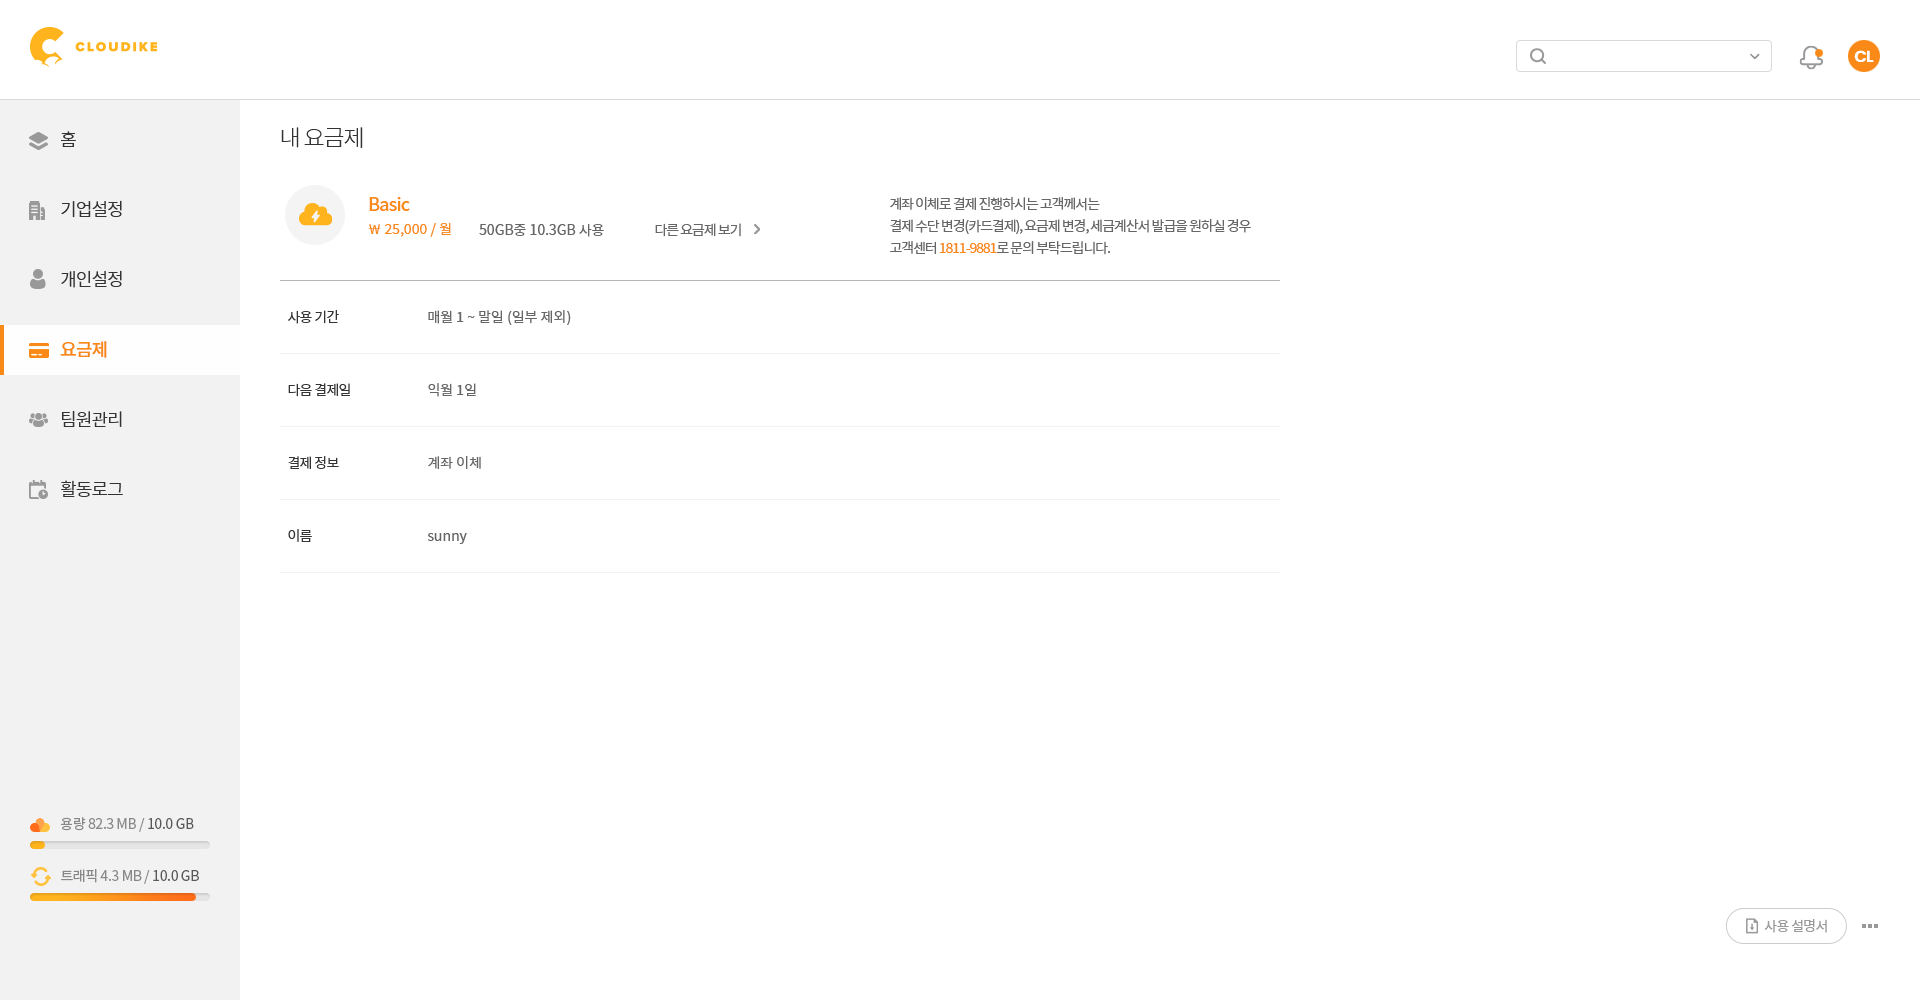 CLOUDIKE
CL
홈
기업설정
개인설정
요금제
팀원관리
활동로그
용량 82.3 MB / 10.0 GB
트래픽 4.3 MB / 10.0 GB
내 요금제
Basic
₩ 25,000 / 월
50GB중 10.3GB 사용
다른 요금제 보기
계좌 이체로 결제 진행하시는 고객께서는
결제 수단 변경(카드결제), 요금제 변경, 세금계산서 발급을 원하실 경우
고객센터 1811-9881로 문의 부탁드립니다.
사용 기간 매월 1 ~ 말일 (일부 제외)
다음 결제일 익월 1일
결제 정보 계좌 이체
이름 sunny
사용 설명서